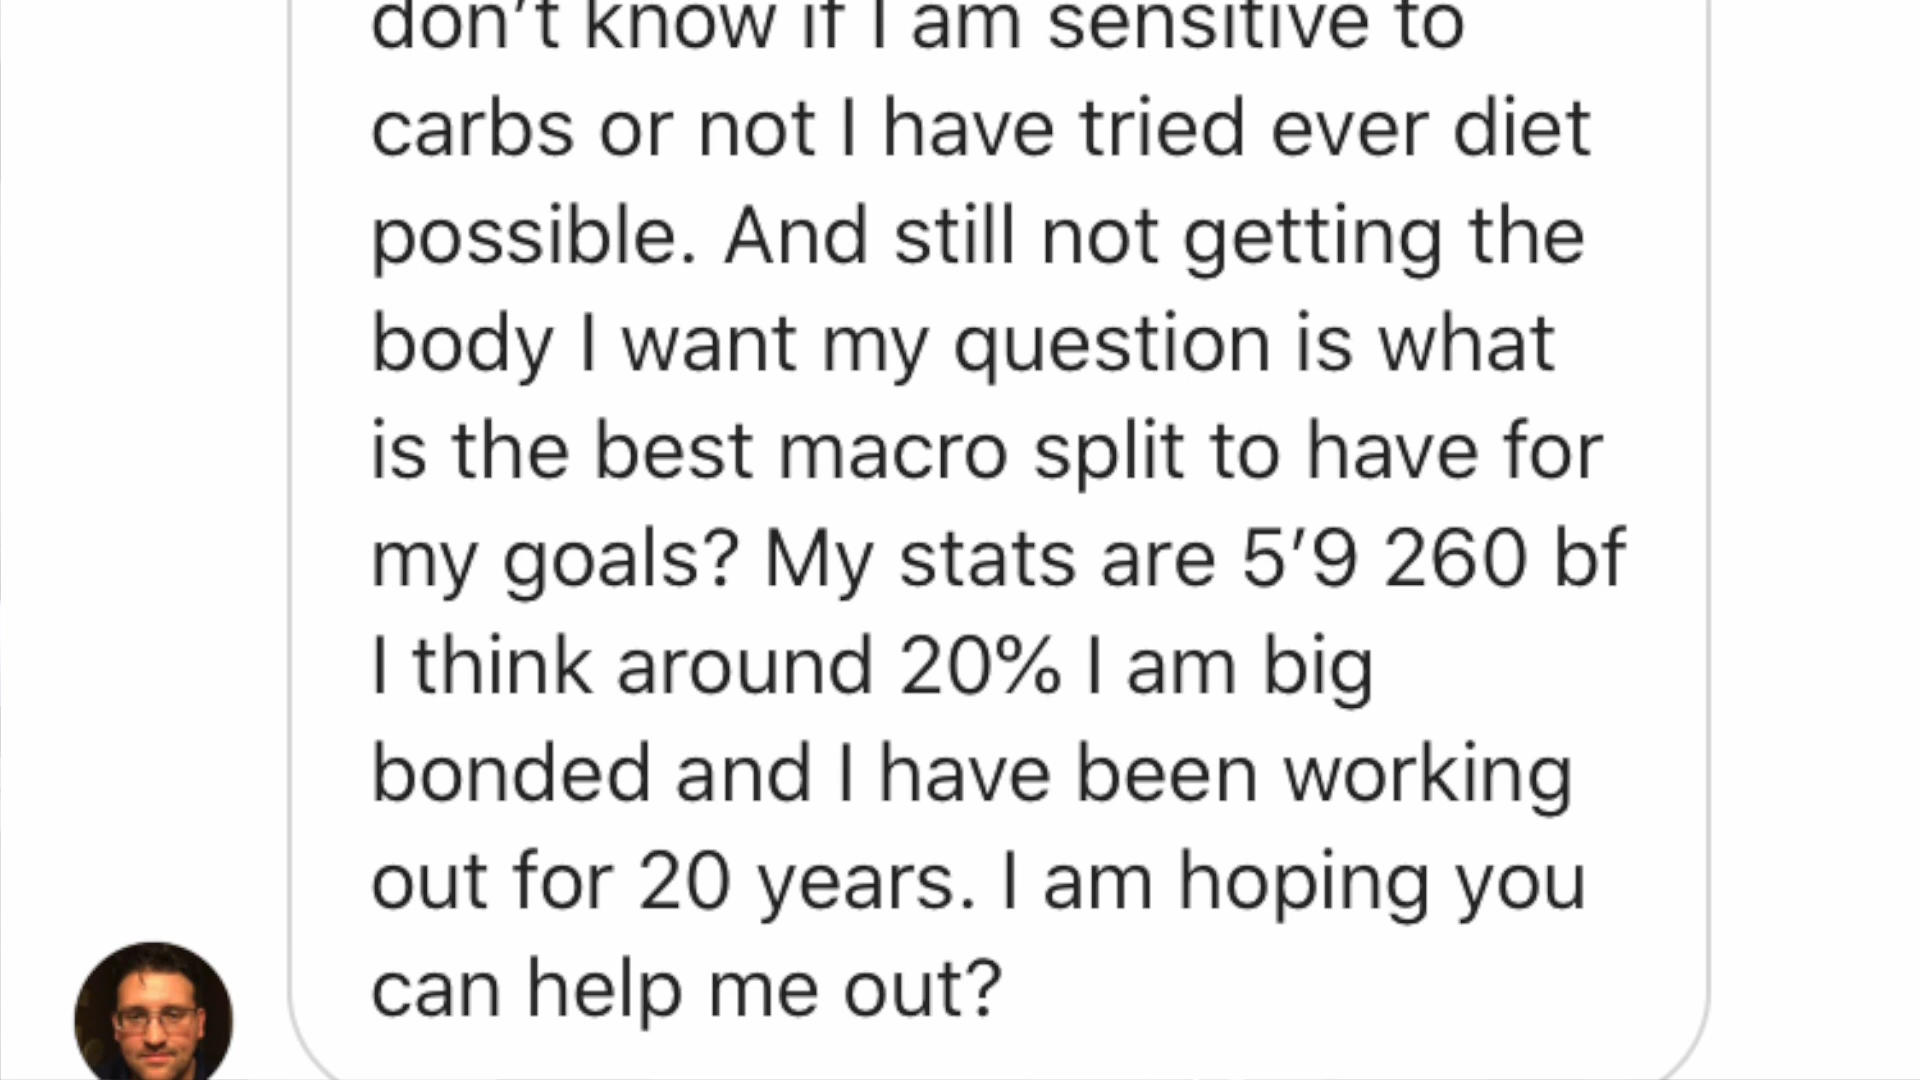 don’t know if I am sensitive to
carbs or not I have tried ever diet
possible. And still not getting the
body I want my question is what
is the best macro split to have for
my goals? My stats are 5’9 260 bf
I think around 20% I am big
bonded and I have been working
out for 20 years. I am hoping you
can help me out?